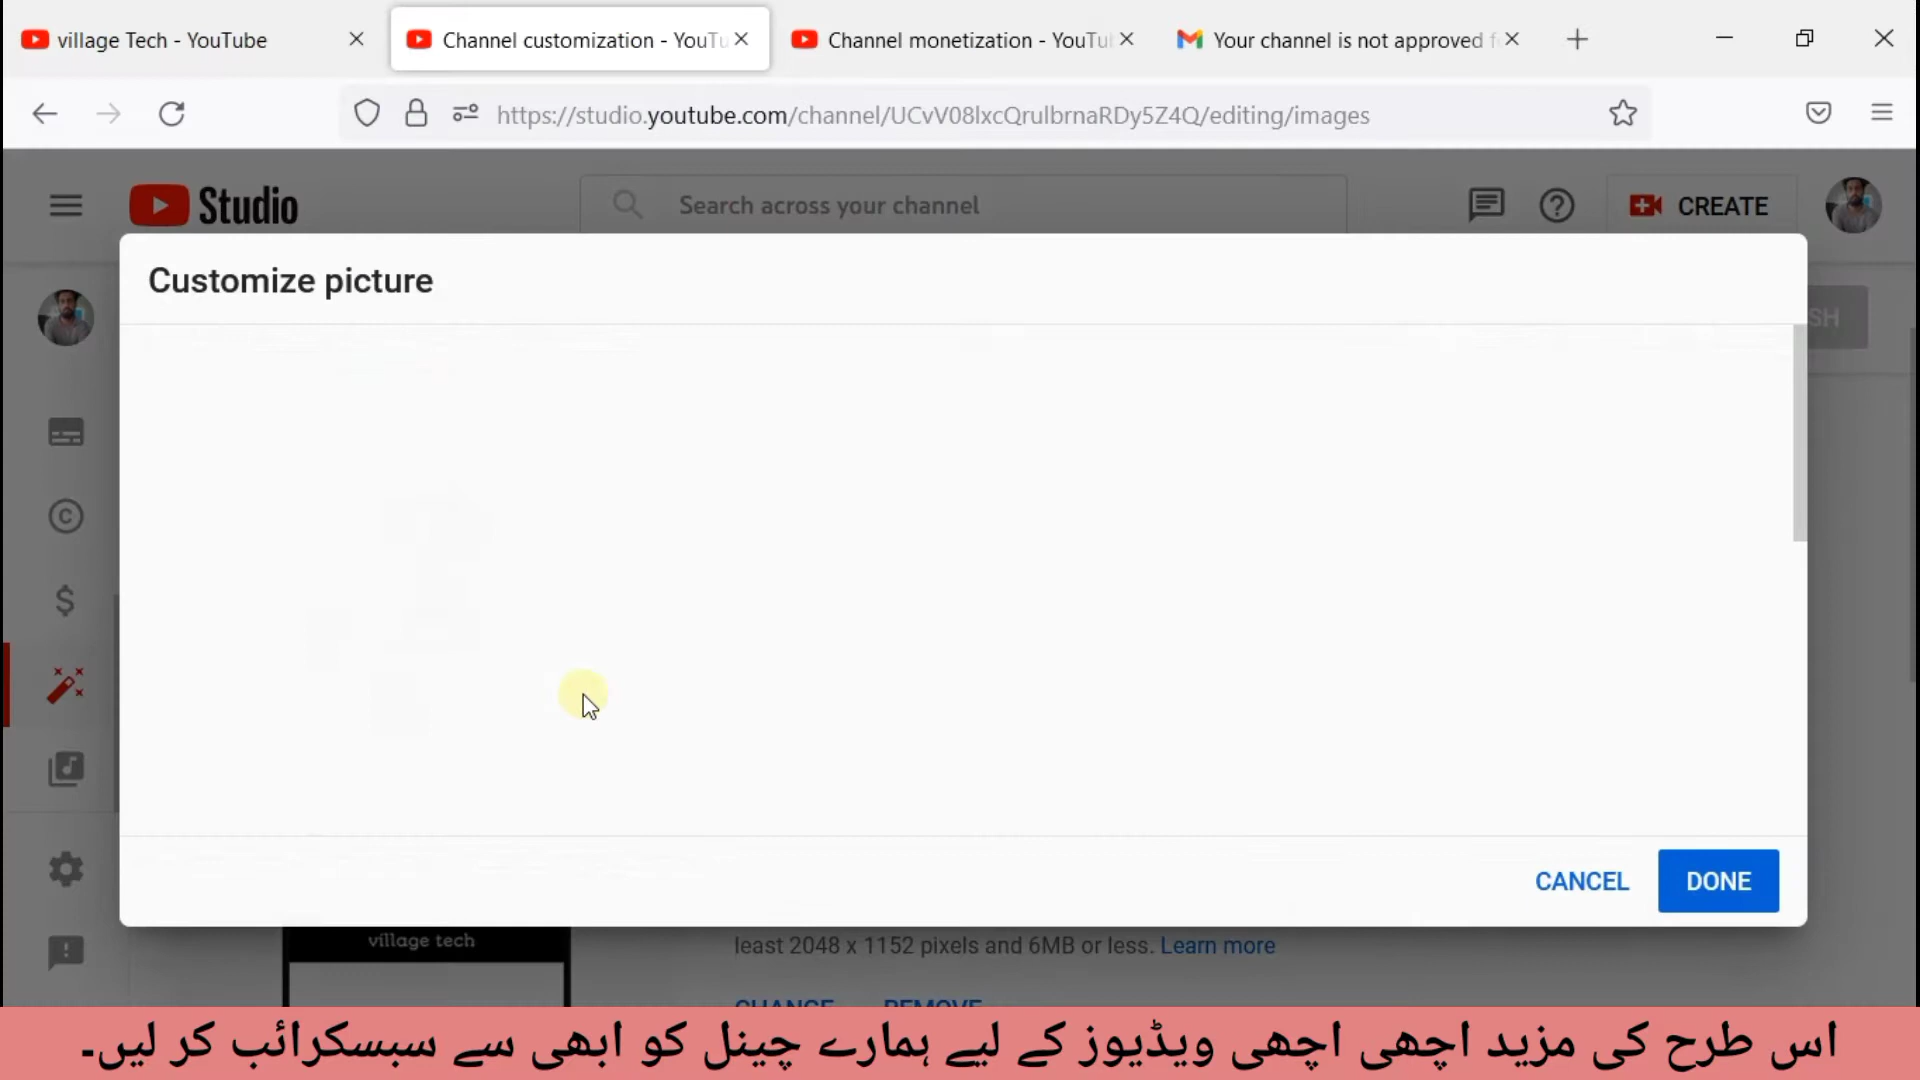 village Tech - YouTube
Channel customization - YouTu
Channel monetization - YouTu
Your channel is not approved f
https://studio.youtube.com/channel/UCvV08lxcQrulbrnaRDy5Z4Q/editing/images
Studio
Search across your channel
CREATE
Customize picture
SH
CANCEL
DONE
village tech
least 2048 x 1152 pixels and 6MB or less. Learn more
CHANGE
REMOVE
اس طرح کی مزید اچھی اچھی ویڈیوز کے لیے ہمارے چینل کو ابھی سے سبسکرائب کر لیں۔